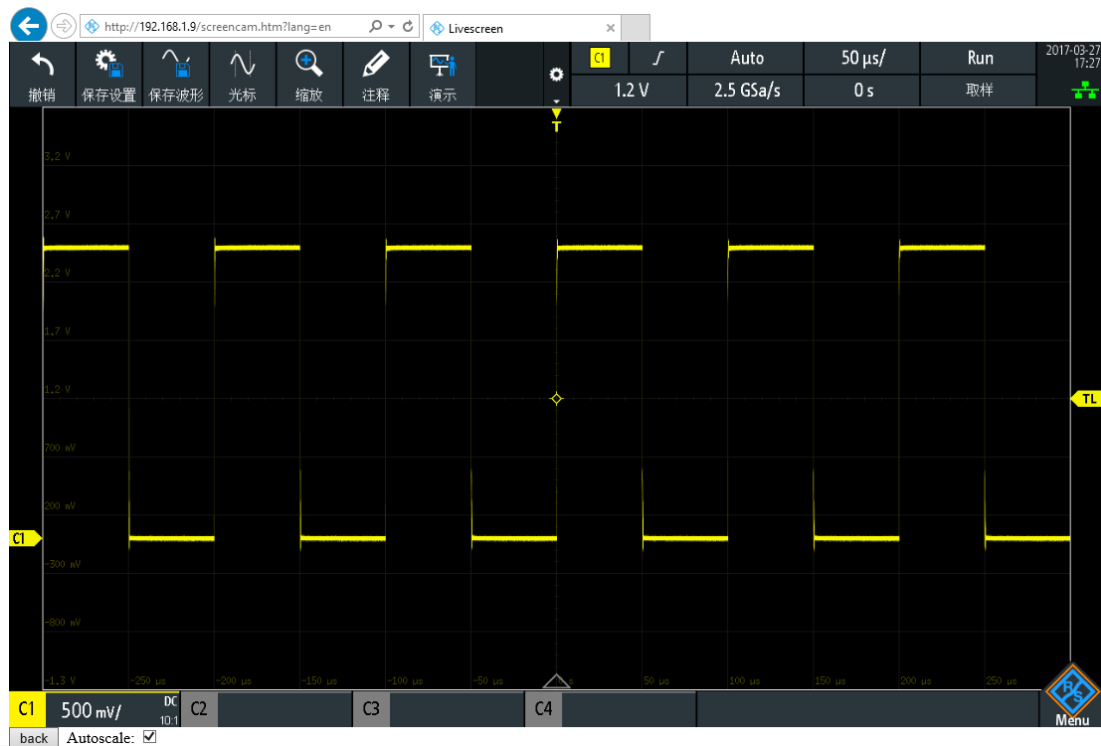 http://192.168.1.9/screencam.htm?lang=en
Livescreen
撤销 保存设置 保存波形 光标 缩放 注释 演示
C1 Auto 50 µs/ Run
1.2 V 2.5 GSa/s 0 s 取样
2017-03-27
17:27
T
3.2 V
2.7 V
2.2 V
1.7 V
1.2 V
TL
700 mV
200 mV
C1
-300 mV
-800 mV
-1.3 V -250 µs -200 µs -150 µs -100 µs -50 µs 50 µs 100 µs 150 µs 200 µs 250 µs
C1 500 mV/ DC 10:1 C2 C3 C4
R&S
Menu
back Autoscale: